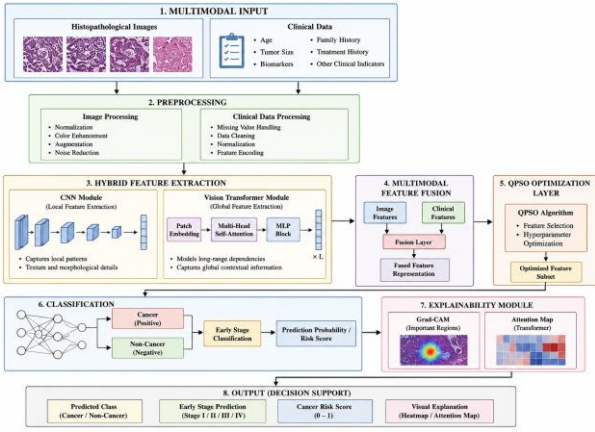 1. MULTIMODAL INPUT
Histopathological Images
Clinical Data
• Age
• Tumor Size
• Biomarkers
• Family History
• Treatment History
• Other Clinical Indicators
2. PREPROCESSING
Image Processing
• Normalization
• Color Enhancement
• Augmentation
• Noise Reduction
Clinical Data Processing
• Missing Value Handling
• Data Cleaning
• Normalization
• Feature Encoding
3. HYBRID FEATURE EXTRACTION
CNN Module
(Local Feature Extraction)
• Captures local patterns
• Texture and morphological details
Vision Transformer Module
(Global Feature Extraction)
Patch
Embedding
Multi-Head
Self-Attention
MLP
Block
× L
• Models long-range dependencies
• Captures global contextual information
4. MULTIMODAL
FEATURE FUSION
Image
Features
Clinical
Features
Fusion Layer
Fused Feature
Representation
5. QPSO OPTIMIZATION
LAYER
QPSO Algorithm
• Feature Selection
• Hyperparameter
Optimization
Optimized Feature
Subset
6. CLASSIFICATION
Cancer
(Positive)
Non-Cancer
(Negative)
Early Stage
Classification
Prediction Probability /
Risk Score
7. EXPLAINABILITY MODULE
Grad-CAM
(Important Regions)
Attention Map
(Transformer)
8. OUTPUT (DECISION SUPPORT)
Predicted Class
(Cancer / Non-Cancer)
Early Stage Prediction
(Stage I / II / III / IV)
Cancer Risk Score
(0 – 1)
Visual Explanation
(Heatmap / Attention Map)